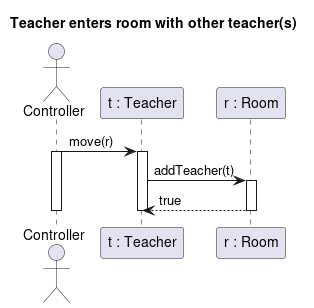 Teacher enters room with other teacher(s)
Controller
t : Teacher
r : Room
move(r)
addTeacher(t)
true
Controller
t : Teacher
r : Room